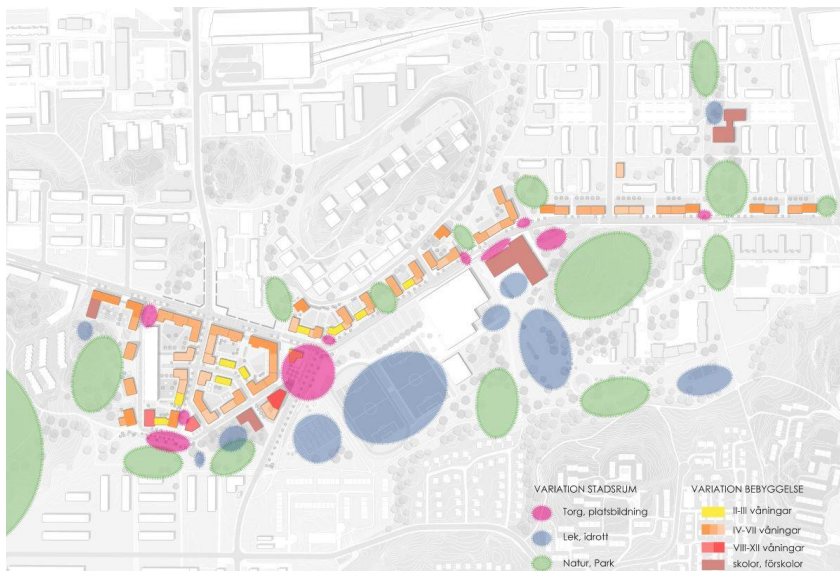 VARIATION STADSRUM
Torg, platsbildning
Lek, idrott
Natur, Park
VARIATION BEBYGGELSE
II-III våningar
IV-VII våningar
VIII-XII våningar
skolor, förskolor